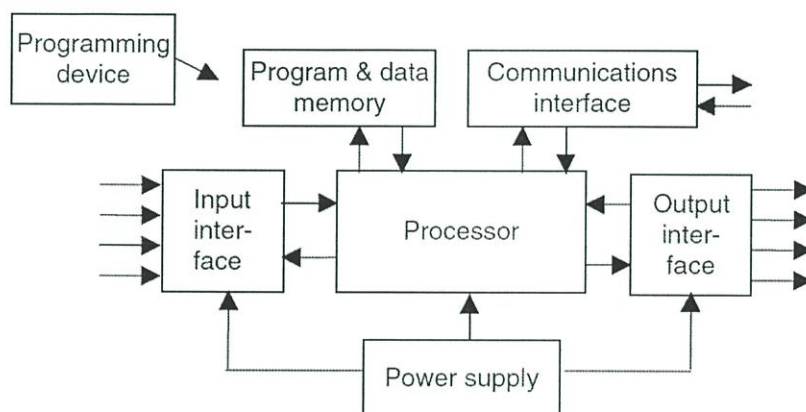 Programming
device
Program & data
memory
Communications
interface
Input
inter-
face
Processor
Output
inter-
face
Power supply